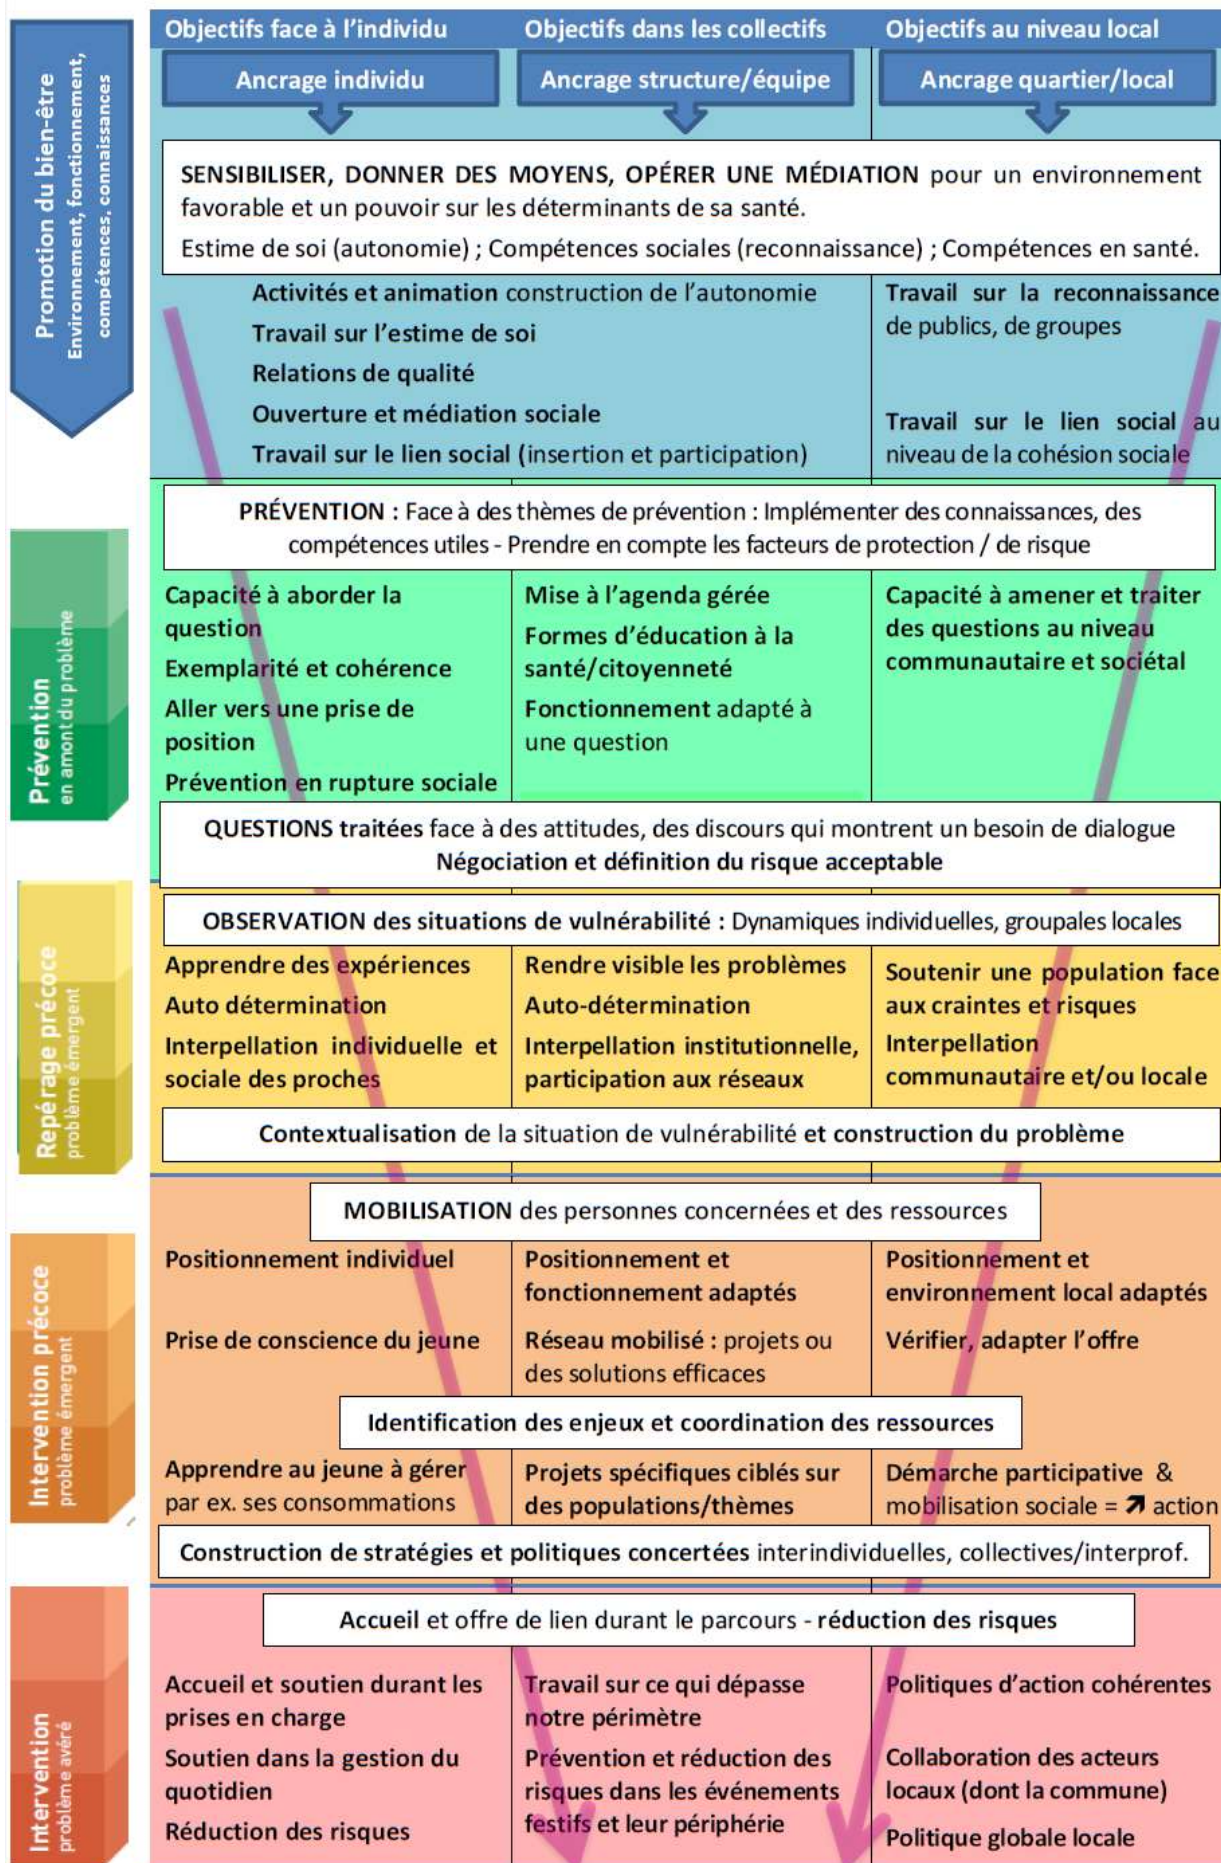 Objectifs face à l'individu
Objectifs dans les collectifs
Objectifs au niveau local
Ancrage individu
Ancrage structure/équipe
Ancrage quartier/local
Promotion du bien-être
Environnement, fonctionnement,
compétences, connaissances
SENSIBILISER, DONNER DES MOYENS, OPÉRER UNE MÉDIATION pour un environnement
favorable et un pouvoir sur les déterminants de sa santé.
Estime de soi (autonomie) ; Compétences sociales (reconnaissance) ; Compétences en santé.
Activités et animation construction de l'autonomie
Travail sur l'estime de soi
Relations de qualité
Ouverture et médiation sociale
Travail sur le lien social (insertion et participation)
Travail sur la reconnaissance
de publics, de groupes
Travail sur le lien social au
niveau de la cohésion sociale
Prévention
en amont du problème
PRÉVENTION : Face à des thèmes de prévention : Implémenter des connaissances, des
compétences utiles - Prendre en compte les facteurs de protection / de risque
Capacité à aborder la
question
Exemplarité et cohérence
Aller vers une prise de
position
Prévention en rupture sociale
Mise à l'agenda gérée
Formes d'éducation à la
santé/citoyenneté
Fonctionnement adapté à
une question
Capacité à amener et traiter
des questions au niveau
communautaire et sociétal
QUESTIONS traitées face à des attitudes, des discours qui montrent un besoin de dialogue
Négociation et définition du risque acceptable
Repérage précoce
problème émergent
OBSERVATION des situations de vulnérabilité : Dynamiques individuelles, groupales locales
Apprendre des expériences
Auto détermination
Interpellation individuelle et
sociale des proches
Rendre visible les problèmes
Auto-détermination
Interpellation institutionnelle,
participation aux réseaux
Soutenir une population face
aux craintes et risques
Interpellation
communautaire et/ou locale
Contextualisation de la situation de vulnérabilité et construction du problème
Intervention précoce
problème émergent
MOBILISATION des personnes concernées et des ressources
Positionnement individuel
Prise de conscience du jeune
Positionnement et
fonctionnement adaptés
Réseau mobilisé : projets ou
des solutions efficaces
Positionnement et
environnement local adaptés
Vérifier, adapter l'offre
Identification des enjeux et coordination des ressources
Apprendre au jeune à gérer
par ex. ses consommations
Projets spécifiques ciblés sur
des populations/thèmes
Démarche participative &
mobilisation sociale = ↗ action
Construction de stratégies et politiques concertées interindividuelles, collectives/interprof.
Intervention
problème avéré
Accueil et offre de lien durant le parcours - réduction des risques
Accueil et soutien durant les
prises en charge
Soutien dans la gestion du
quotidien
Réduction des risques
Travail sur ce qui dépasse
notre périmètre
Prévention et réduction des
risques dans les événements
festifs et leur périphérie
Politiques d'action cohérentes
Collaboration des acteurs
locaux (dont la commune)
Politique globale locale